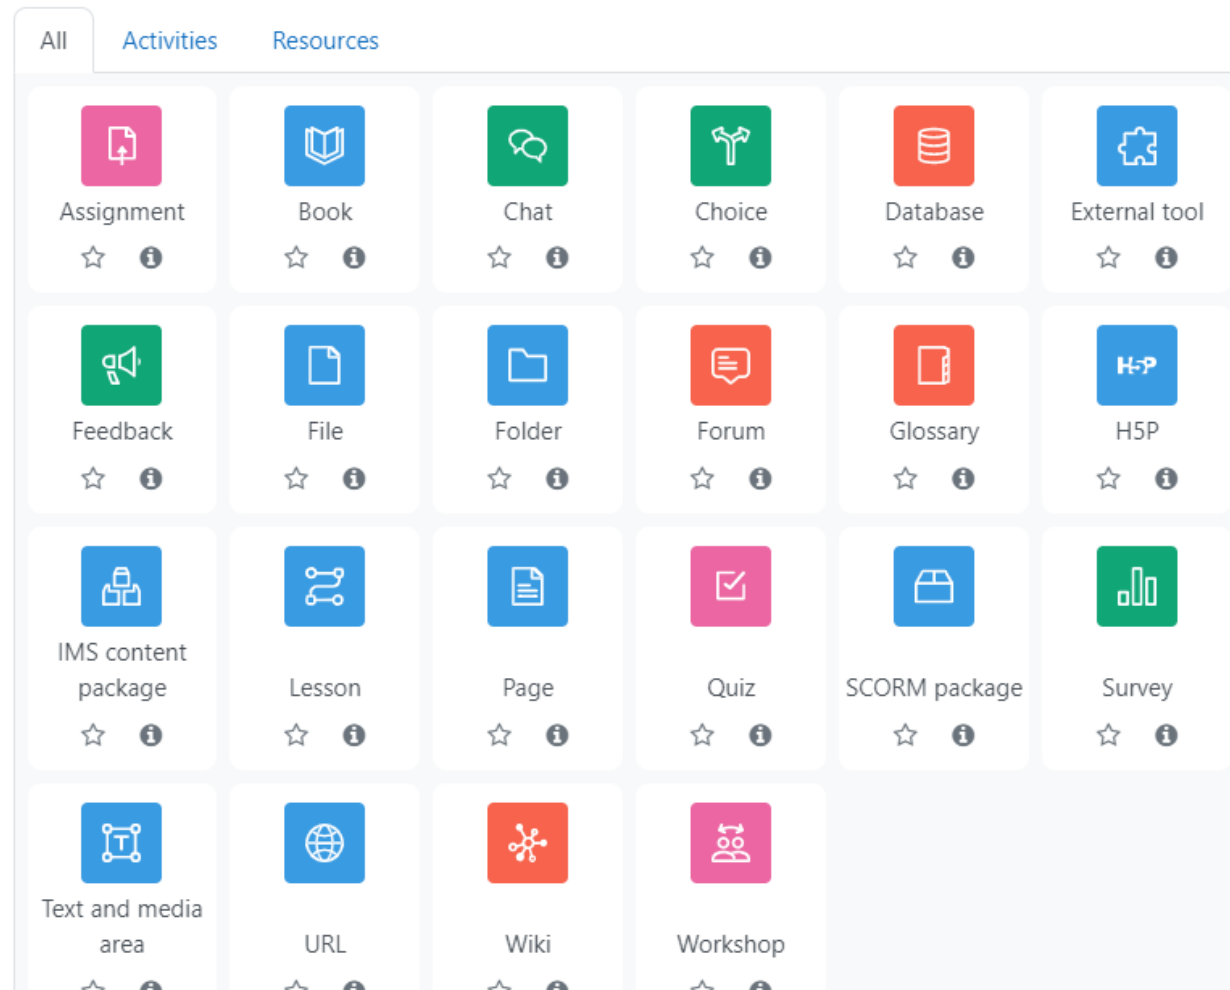 All Activities Resources
Assignment Book Chat Choice Database External tool
H5P
Feedback File Folder Forum Glossary H5P
IMS content
package Lesson Page Quiz SCORM package Survey
T
Text and media
area URL Wiki Workshop